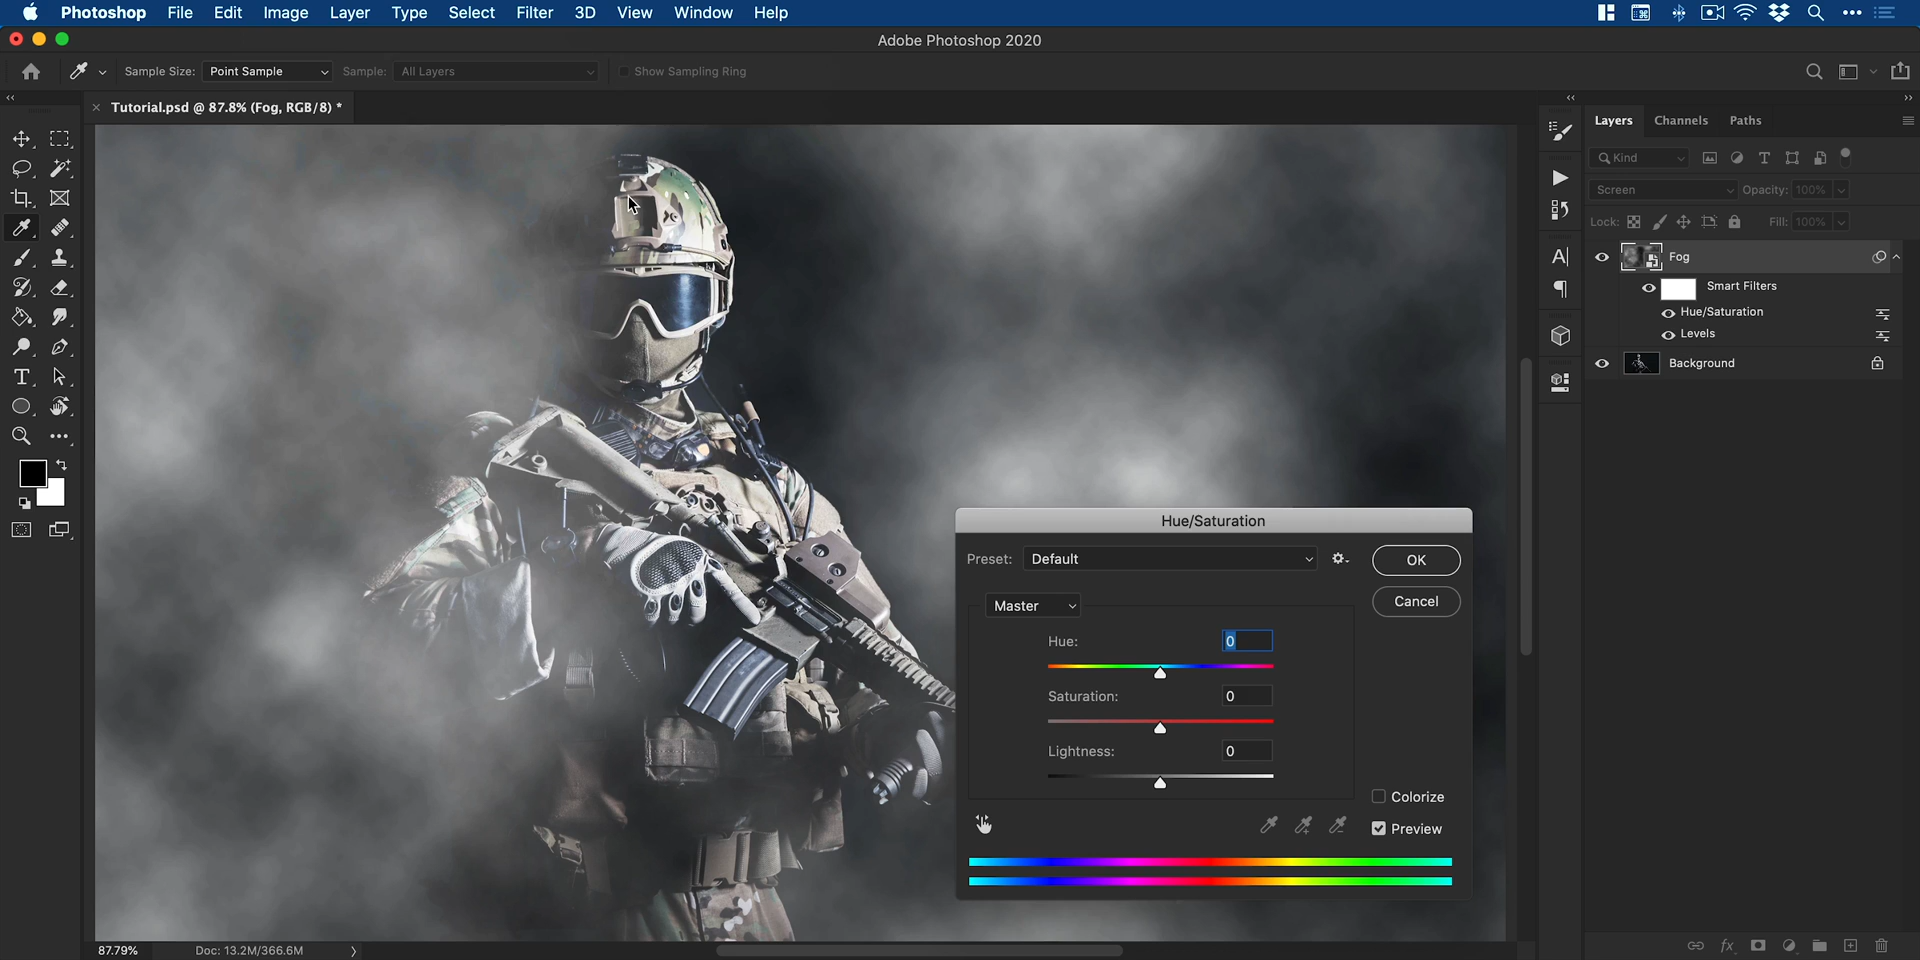 Photoshop File Edit Image Layer Type Select Filter 3D View Window Help
Adobe Photoshop 2020
Sample Size: Point Sample Sample: All Layers Show Sampling Ring
Tutorial.psd @ 87.8% (Fog, RGB/8) *
Layers Channels Paths
Kind
Screen Opacity: 100%
Lock: Fill: 100%
Fog
Smart Filters
Hue/Saturation
Levels
Background
Hue/Saturation
Preset: Default OK
Cancel
Master
Hue: 0
Saturation: 0
Lightness: 0
Colorize
Preview
87.79% Doc: 13.2M/366.6M